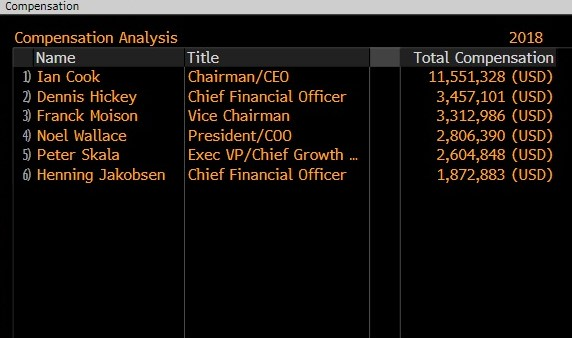 Compensation
Compensation Analysis 2018
Name Title Total Compensation
1) Ian Cook Chairman/CEO 11,551,328 (USD)
2) Dennis Hickey Chief Financial Officer 3,457,101 (USD)
3) Franck Moison Vice Chairman 3,312,986 (USD)
4) Noel Wallace President/COO 2,806,390 (USD)
5) Peter Skala Exec VP/Chief Growth ... 2,604,848 (USD)
6) Henning Jakobsen Chief Financial Officer 1,872,883 (USD)